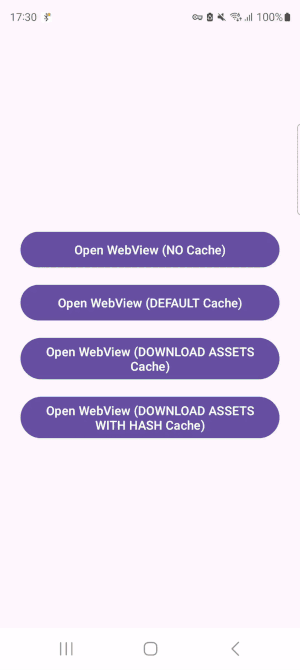 17:30 100%
Open WebView (NO Cache)
Open WebView (DEFAULT Cache)
Open WebView (DOWNLOAD ASSETS
Cache)
Open WebView (DOWNLOAD ASSETS
WITH HASH Cache)